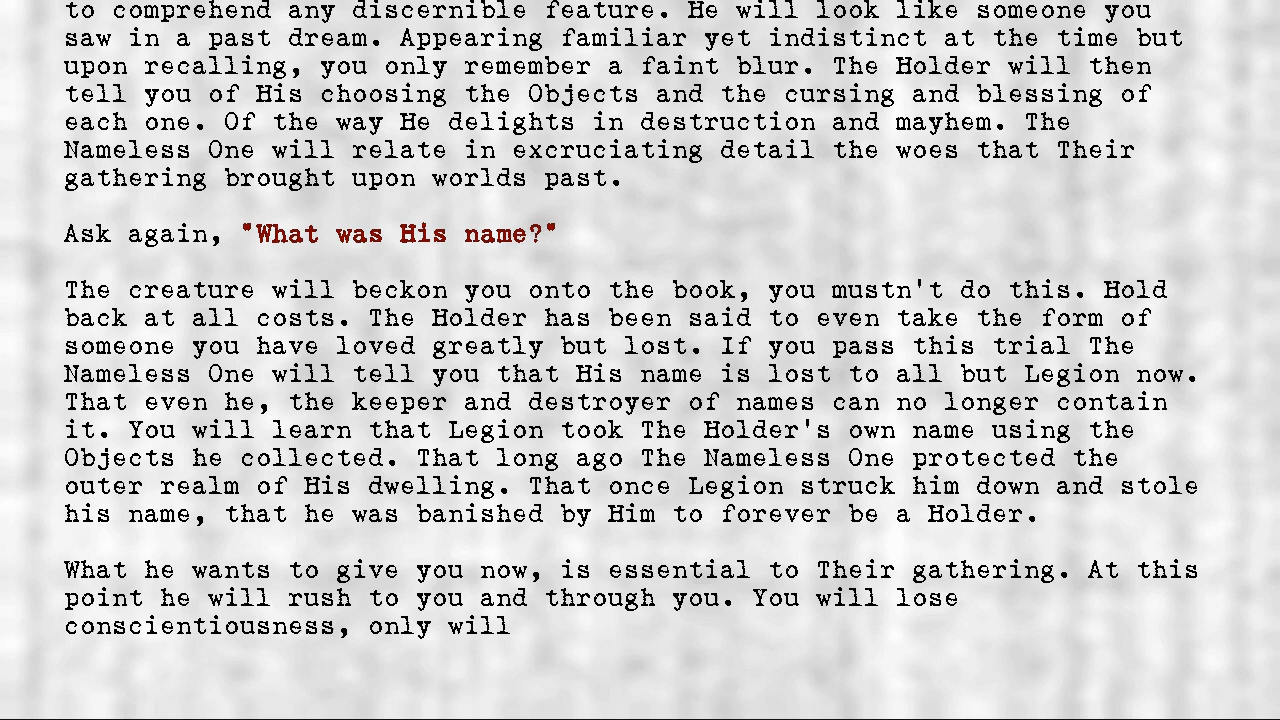 to comprehend any discernible feature. He will look like someone you
saw in a past dream. Appearing familiar yet indistinct at the time but
upon recalling, you only remember a faint blur. The Holder will then
tell you of His choosing the Objects and the cursing and blessing of
each one. Of the way He delights in destruction and mayhem. The
Nameless One will relate in excruciating detail the woes that Their
gathering brought upon worlds past.
Ask again, "What was His name?"
The creature will beckon you onto the book, you mustn't do this. Hold
back at all costs. The Holder has been said to even take the form of
someone you have loved greatly but lost. If you pass this trial The
Nameless One will tell you that His name is lost to all but Legion now.
That even he, the keeper and destroyer of names can no longer contain
it. You will learn that Legion took The Holder's own name using the
Objects he collected. That long ago The Nameless One protected the
outer realm of His dwelling. That once Legion struck him down and stole
his name, that he was banished by Him to forever be a Holder.
What he wants to give you now, is essential to Their gathering. At this
point he will rush to you and through you. You will lose
conscientiousness, only will